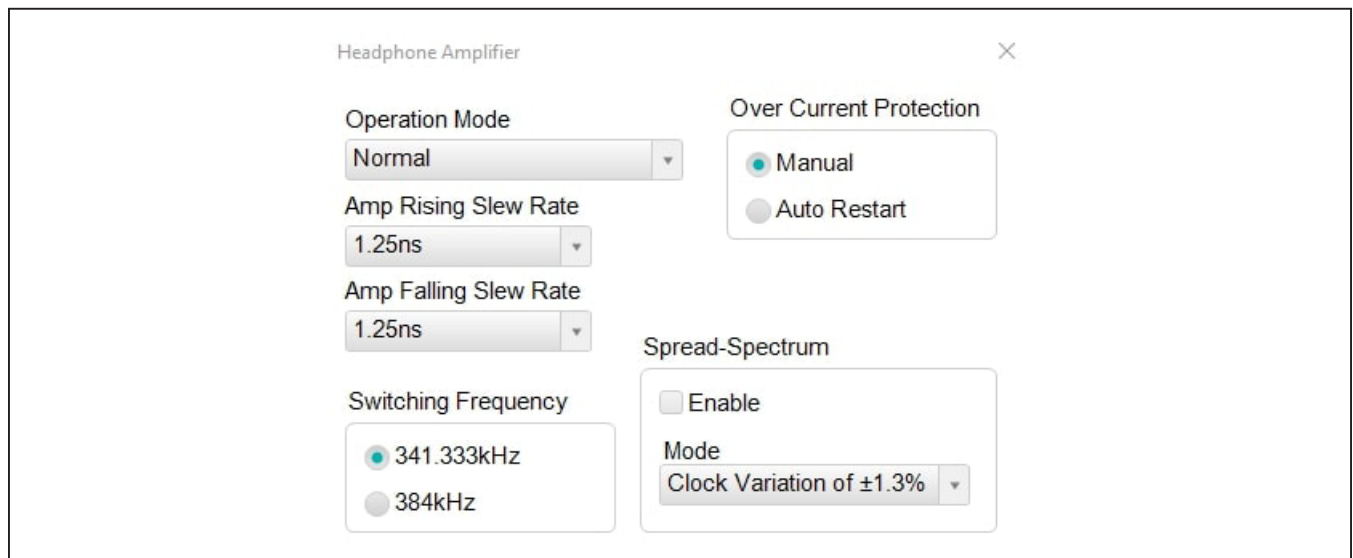 Headphone Amplifier
Operation Mode
Normal
Amp Rising Slew Rate
1.25ns
Amp Falling Slew Rate
1.25ns
Switching Frequency
341.333kHz
384kHz
Over Current Protection
Manual
Auto Restart
Spread-Spectrum
Enable
Mode
Clock Variation of ±1.3%